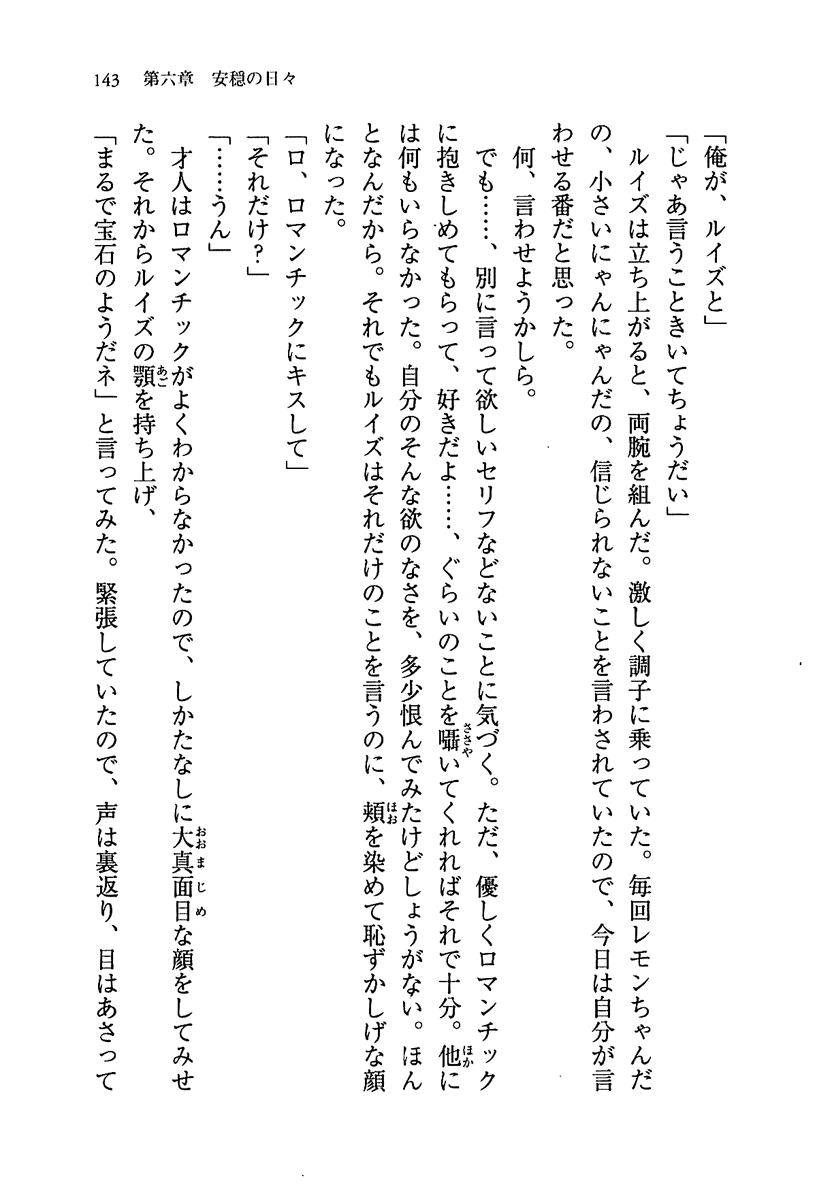 143　第六章　安穏の日々
「俺が、ルイズと」
「じゃあ言うこときいてちょうだい」
　ルイズは立ち上がると、両腕を組んだ。激しく調子に乗っていた。毎回レモンちゃんだ
の、小さいにゃんにゃんだの、信じられないことを言わされていたので、今日は自分が言
わせる番だと思った。
　何、言わせようかしら。
　でも……、別に言って欲しいセリフなどないことに気づく。ただ、優しくロマンチック
に抱きしめてもらって、好きだよ……、ぐらいのことを囁いてくれればそれで十分。他に
は何もいらなかった。自分のそんな欲のなさを、多少恨んでみたけどしょうがない。ほん
となんだから。それでもルイズはそれだけのことを言うのに、頬を染めて恥ずかしげな顔
になった。
「ロ、ロマンチックにキスして」
「それだけ？」
「……うん」
　才人はロマンチックがよくわからなかったので、しかたなしに大真面目な顔をしてみせ
た。それからルイズの顎を持ち上げ、
「まるで宝石のようだネ」と言ってみた。緊張していたので、声は裏返り、目はあさって